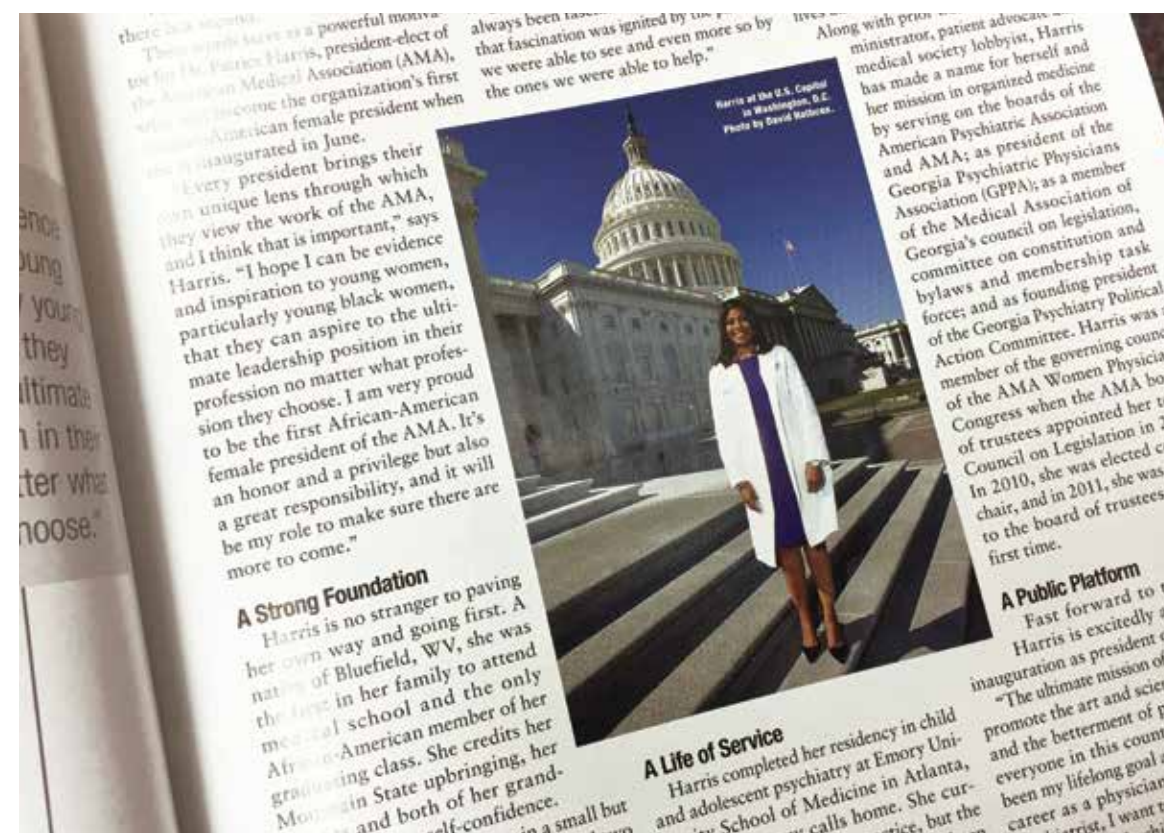 ence
oung
young
they
ultimate
n in their
tter what
hoose."
there is a second.
These words serve as a powerful motiva-
tor for Dr. Patrice Harris, president-elect of
the American Medical Association (AMA),
become the organization's first
African-American female president when
she is inaugurated in June.
"Every president brings their
own unique lens through which
they view the work of the AMA,
and I think that is important," says
Harris. "I hope I can be evidence
and inspiration to young women,
particularly young black women,
that they can aspire to the ulti-
mate leadership position in their
profession no matter what profes-
sion they choose. I am very proud
to be the first African-American
female president of the AMA. It's
an honor and a privilege but also
a great responsibility, and it will
be my role to make sure there are
more to come."
A Strong Foundation
Harris is no stranger to paving
her own way and going first. A
native of Bluefield, WV, she was
the first in her family to attend
medical school and the only
African-American member of her
graduating class. She credits her
Mountain State upbringing, her
and both of her grand-
self-confidence.
in a small but
always been
that fascination was ignited by the
we were able to see and even more so by
the ones we were able to help."
Harris at the U.S. Capitol
in Washington, D.C.
Photo by David
A Life of Service
Harris completed her residency in child
and adolescent psychiatry at Emory Uni-
School of Medicine in Atlanta,
calls home. She cur-
but the
lives
Along with prior
ministrator, patient advocate
medical society lobbyist, Harris
has made a name for herself and
her mission in organized medicine
by serving on the boards of the
American Psychiatric Association
and AMA; as president of the
Georgia Psychiatric Physicians
Association (GPPA); as a member
of the Medical Association of
Georgia's council on legislation,
committee on constitution and
bylaws and membership task
force; and as founding president
of the Georgia Psychiatry Political
Action Committee. Harris was
member of the governing counc
of the AMA Women Physicia
Congress when the AMA bo
of trustees appointed her t
Council on Legislation in 2
In 2010, she was elected c
chair, and in 2011, she was
to the board of trustees
first time.
A Public Platform
Fast forward to
Harris is excitedly a
inauguration as president
"The ultimate mission of
promote the art and scien
and the betterment of p
everyone in this coun
been my lifelong goal
career as a physician
I want t